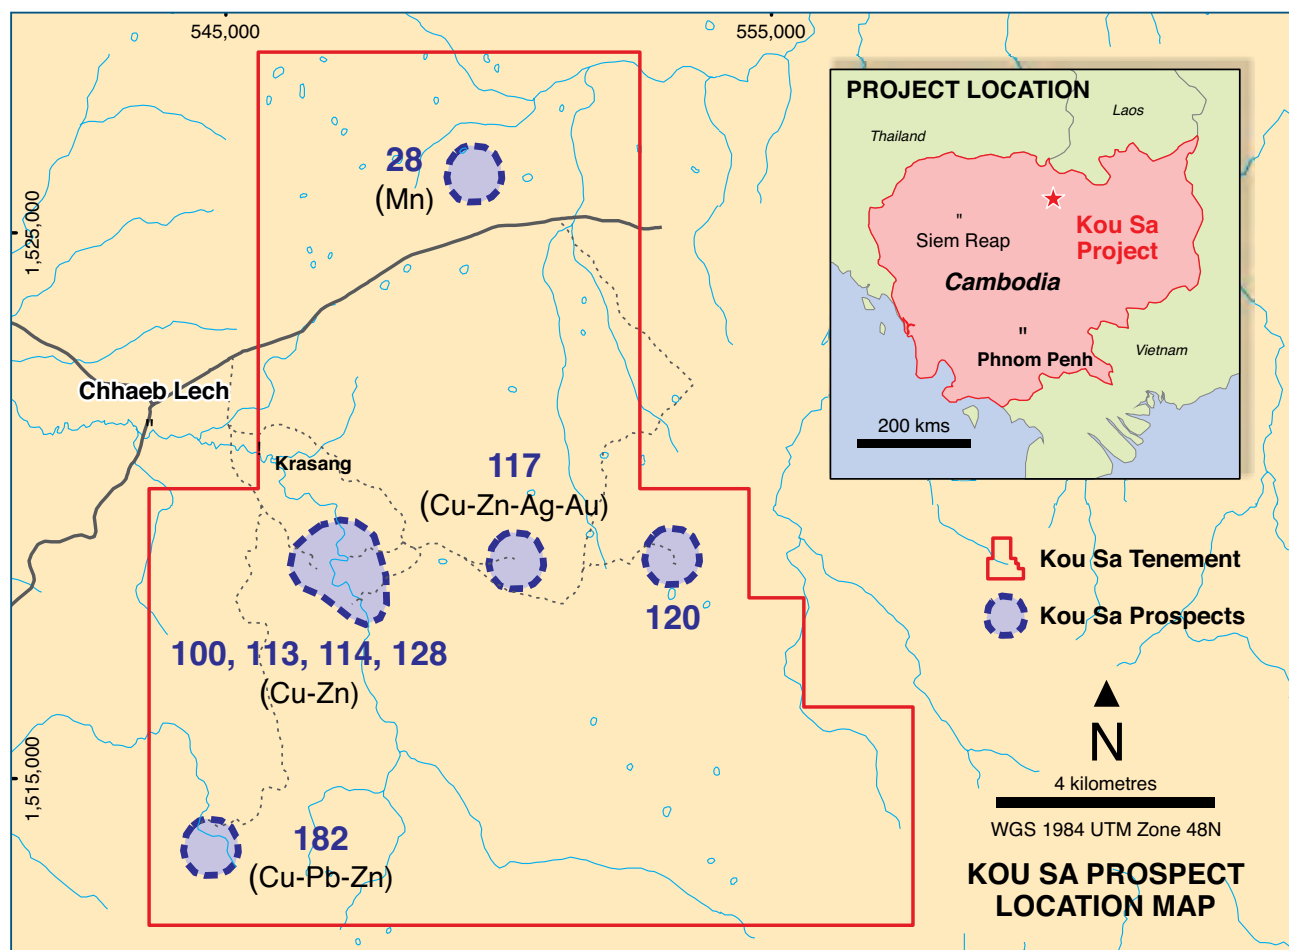 545,000
555,000
1,525,000
1,515,000
28
(Mn)
Chhaeb Lech
Krasang
117
(Cu-Zn-Ag-Au)
120
100, 113, 114, 128
(Cu-Zn)
182
(Cu-Pb-Zn)
PROJECT LOCATION
Laos
Thailand
Siem Reap
Kou Sa
Project
Cambodia
Phnom Penh
Vietnam
200 kms
Kou Sa Tenement
Kou Sa Prospects
N
4 kilometres
WGS 1984 UTM Zone 48N
KOU SA PROSPECT
LOCATION MAP